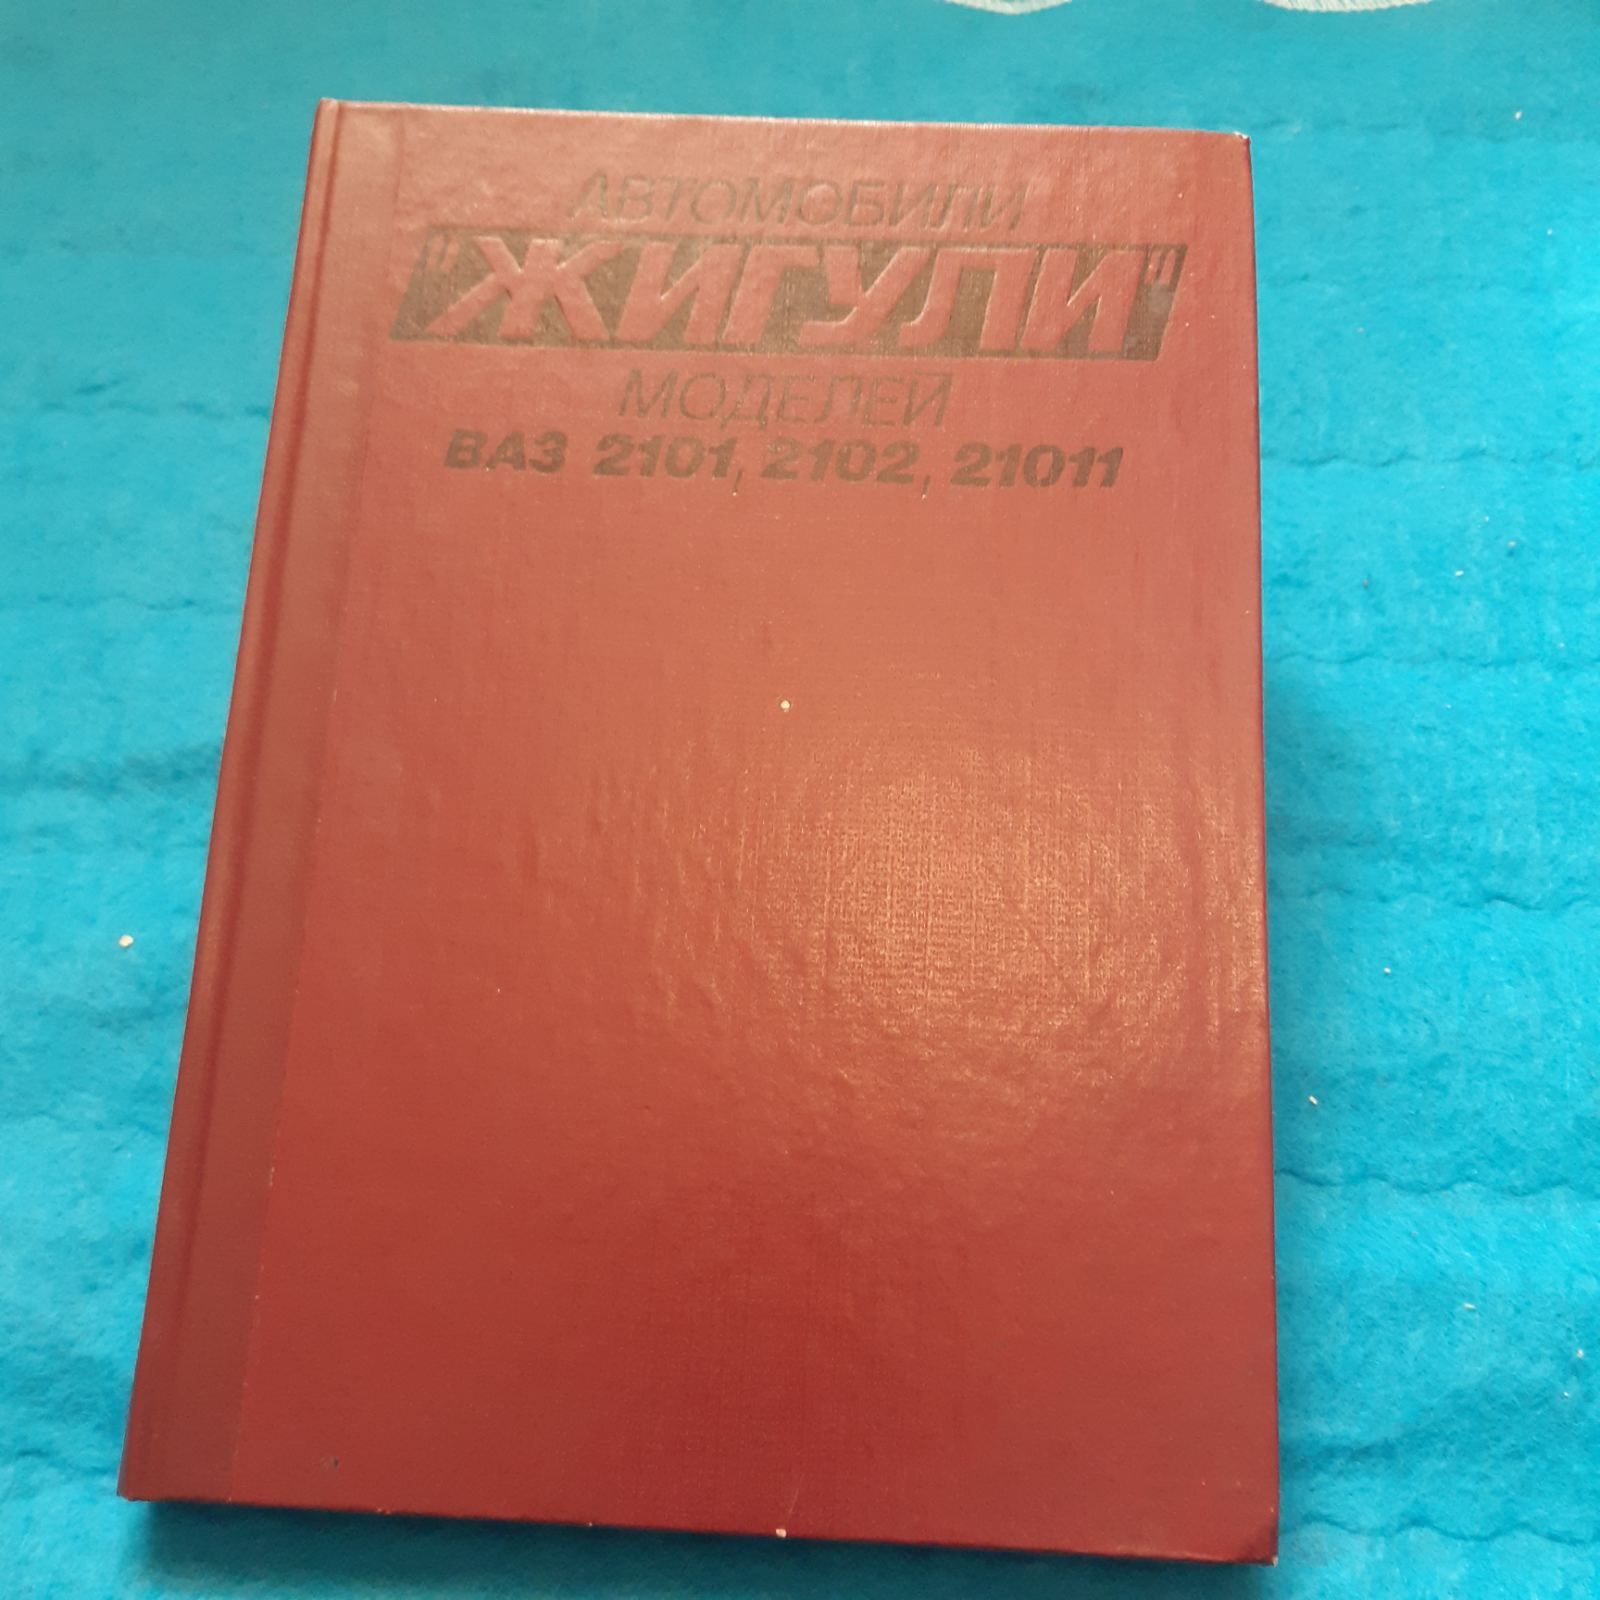 АВТОМОБИЛИ
"ЖИГУЛИ"
МОДЕЛЕЙ
ВАЗ 2101, 2102, 21011